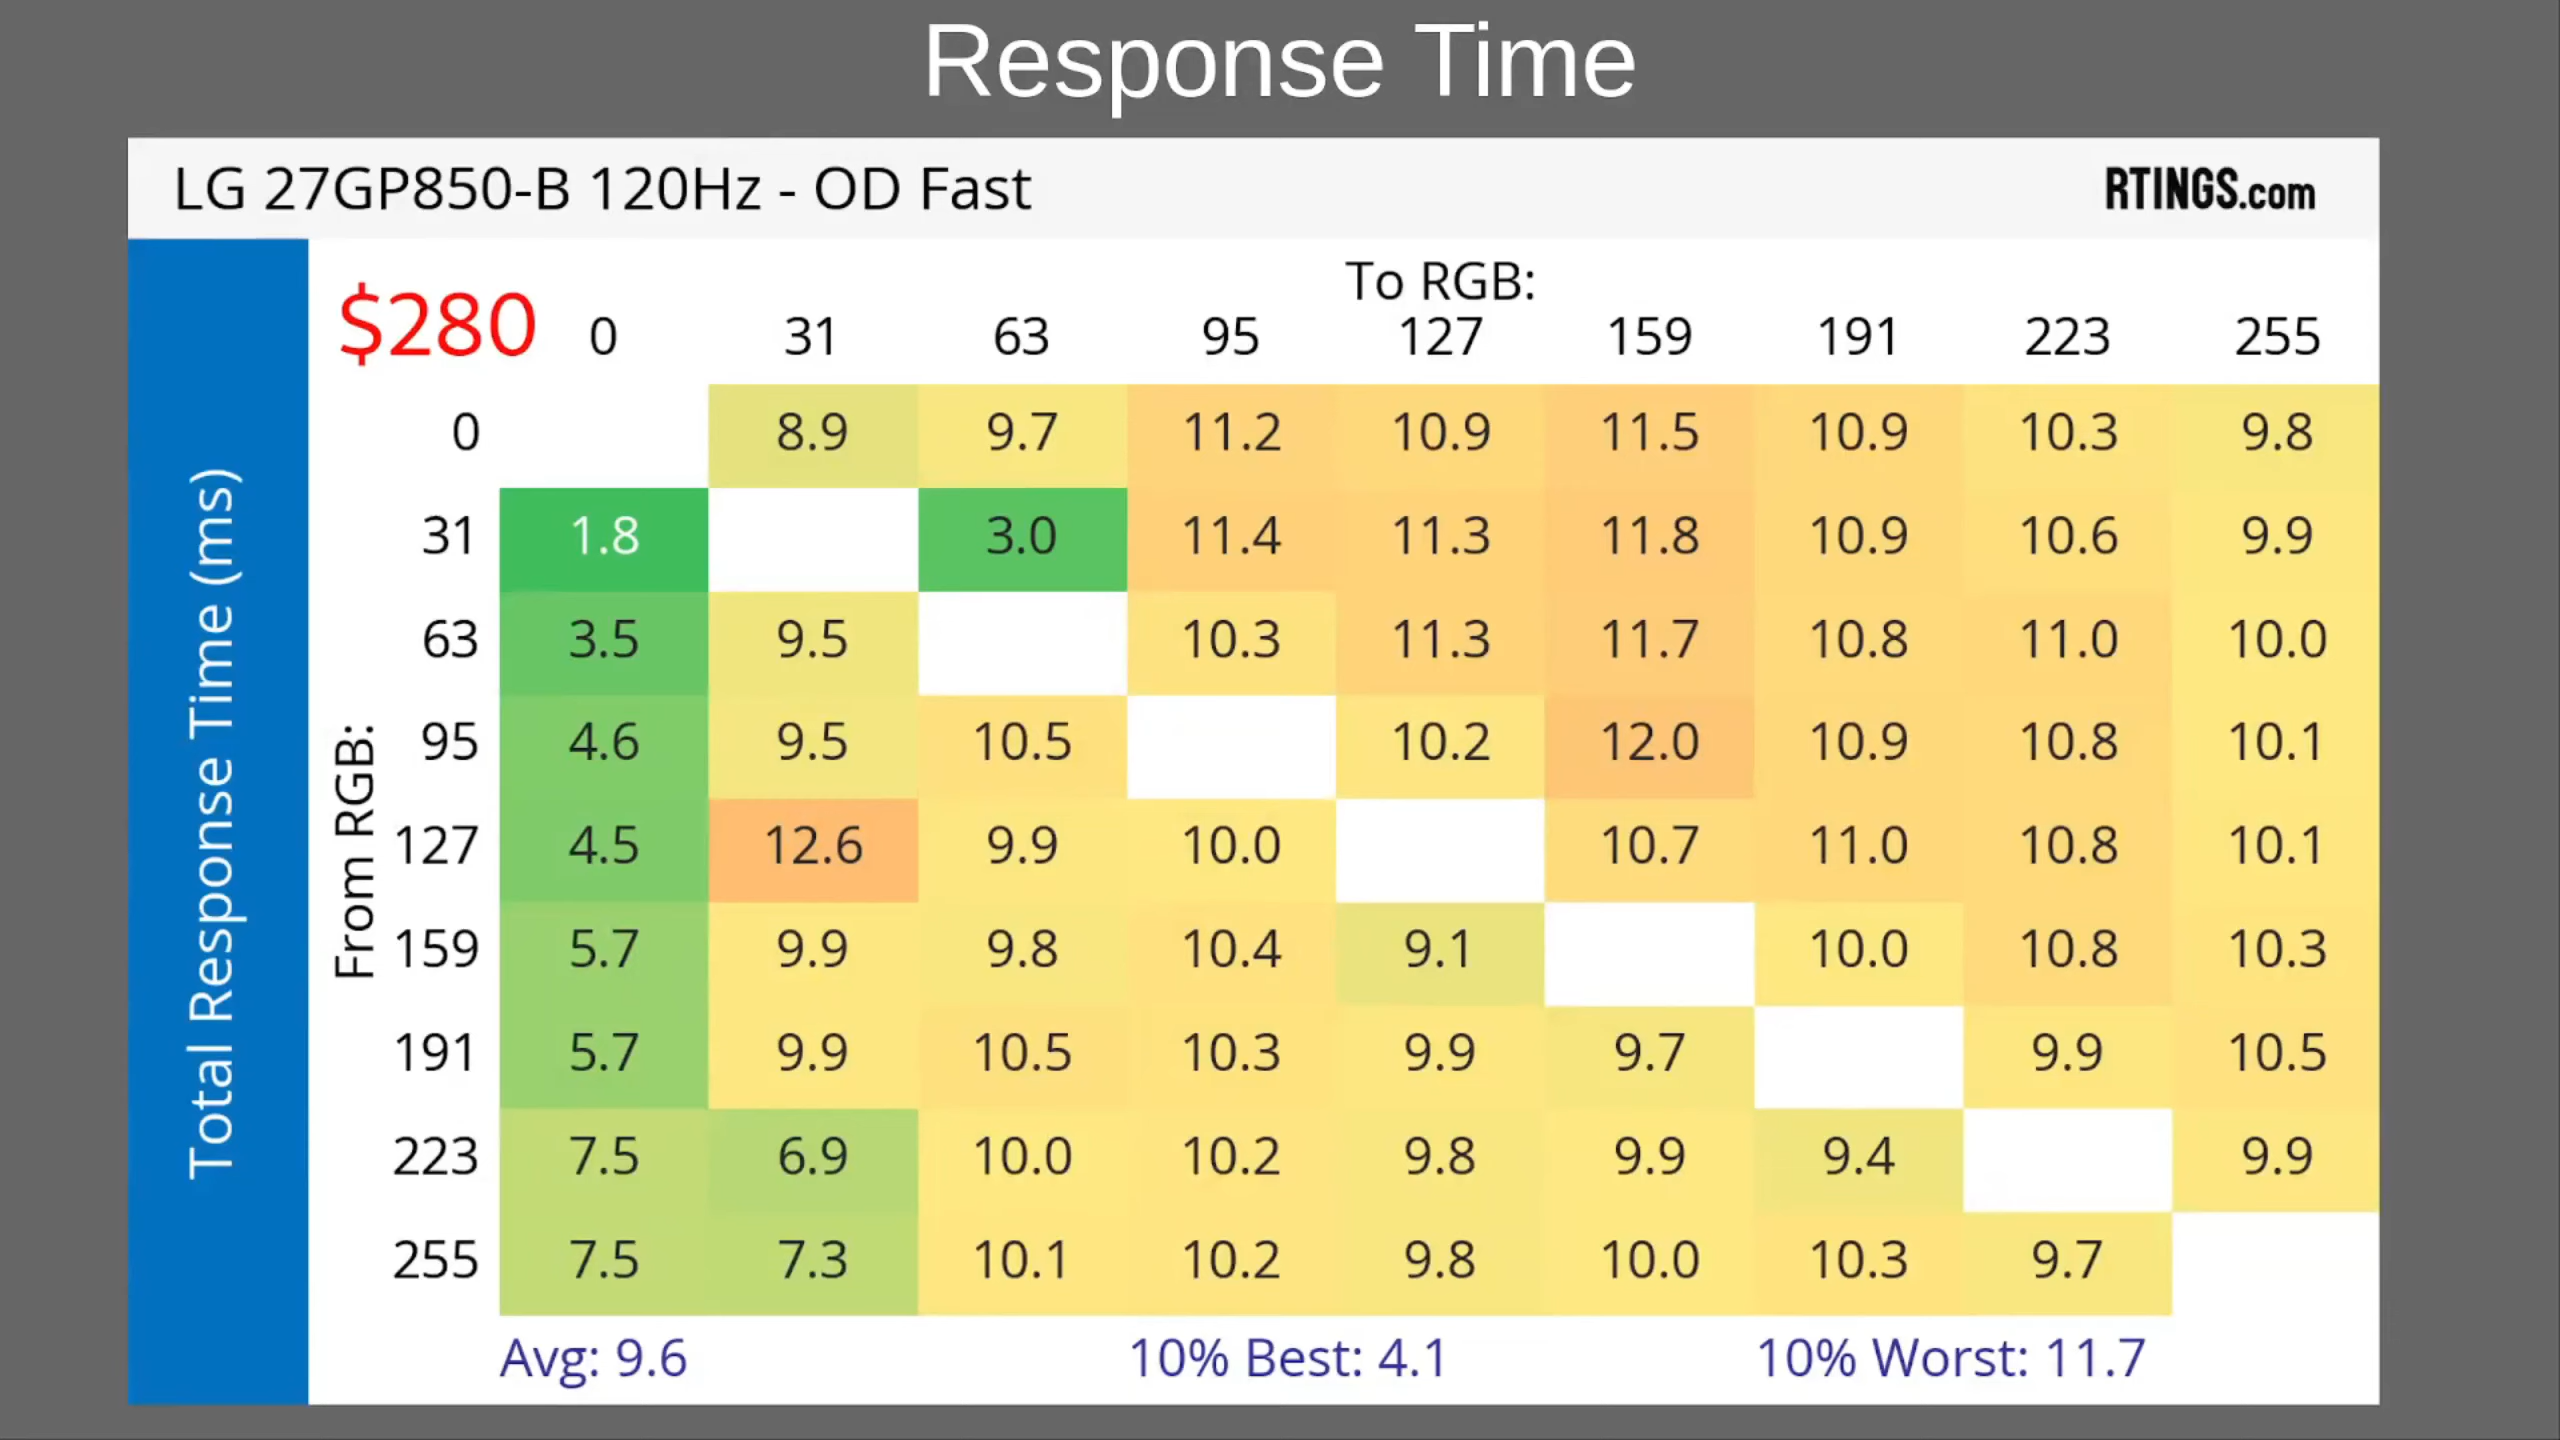 Response Time
LG 27GP850-B 120Hz - OD Fast
RTINGS.com
$280
To RGB:
0 31 63 95 127 159 191 223 255
Total Response Time (ms)
From RGB:
0 8.9 9.7 11.2 10.9 11.5 10.9 10.3 9.8
31 1.8 3.0 11.4 11.3 11.8 10.9 10.6 9.9
63 3.5 9.5 10.3 11.3 11.7 10.8 11.0 10.0
95 4.6 9.5 10.5 10.2 12.0 10.9 10.8 10.1
127 4.5 12.6 9.9 10.0 10.7 11.0 10.8 10.1
159 5.7 9.9 9.8 10.4 9.1 10.0 10.8 10.3
191 5.7 9.9 10.5 10.3 9.9 9.7 9.9 10.5
223 7.5 6.9 10.0 10.2 9.8 9.9 9.4 9.9
255 7.5 7.3 10.1 10.2 9.8 10.0 10.3 9.7
Avg: 9.6 10% Best: 4.1 10% Worst: 11.7